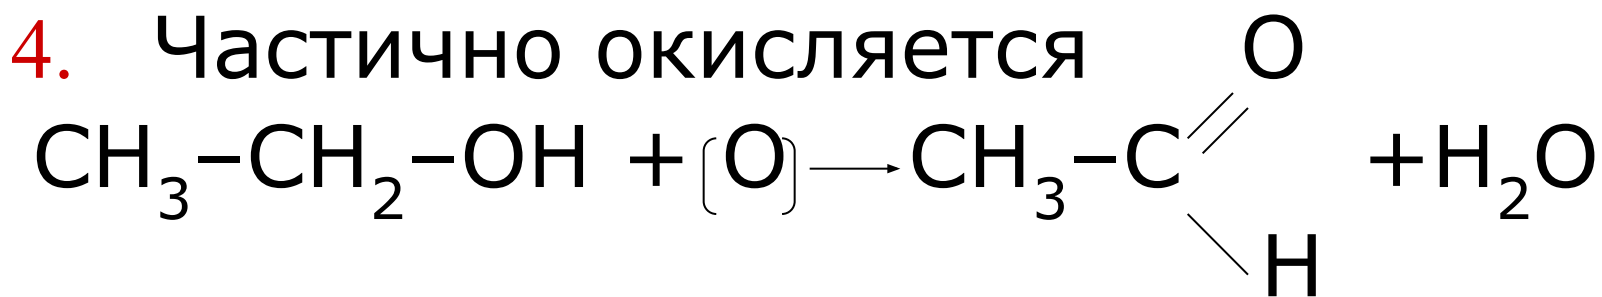 4. Частично окисляется O
CH₃–CH₂–OH + [O] → CH₃–C +H₂O
H